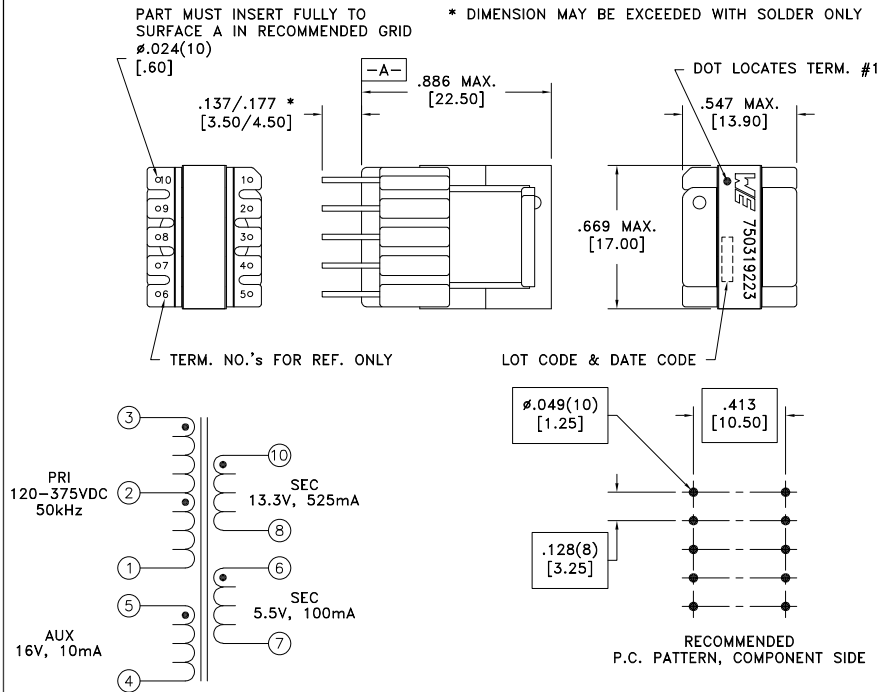 PART MUST INSERT FULLY TO
SURFACE A IN RECOMMENDED GRID
ø.024(10)
[.60]
* DIMENSION MAY BE EXCEEDED WITH SOLDER ONLY
-A-
.886 MAX.
[22.50]
DOT LOCATES TERM. #1
.137/.177 *
[3.50/4.50]
.547 MAX.
[13.90]
10
1
9
2
8
3
7
4
6
5
.669 MAX.
[17.00]
WE 750319223
TERM. NO.'s FOR REF. ONLY
LOT CODE & DATE CODE
ø.049(10)
[1.25]
.413
[10.50]
3
PRI
120-375VDC
50kHz
2
1
10
SEC
13.3V, 525mA
8
5
AUX
16V, 10mA
4
6
SEC
5.5V, 100mA
7
.128(8)
[3.25]
RECOMMENDED
P.C. PATTERN, COMPONENT SIDE